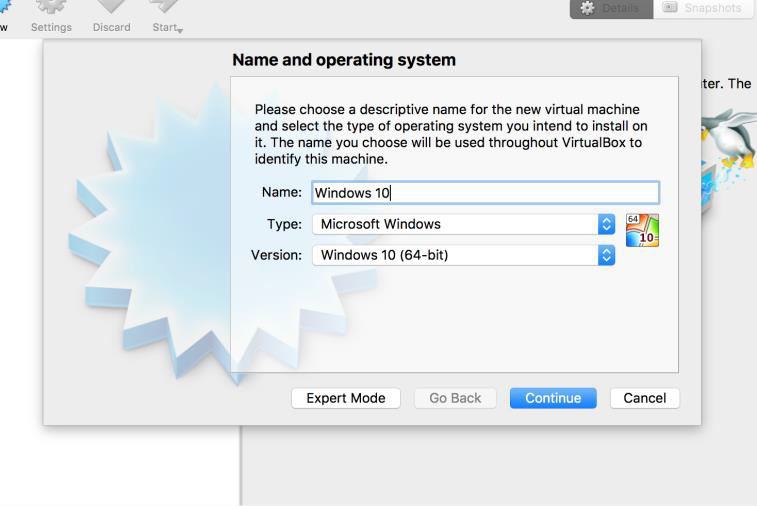 w Settings Discard Start Details Snapshots
Name and operating system
ter. The
Please choose a descriptive name for the new virtual machine
and select the type of operating system you intend to install on
it. The name you choose will be used throughout VirtualBox to
identify this machine.
Name: Windows 10
Type: Microsoft Windows
64
10
Version: Windows 10 (64-bit)
Expert Mode Go Back Continue Cancel